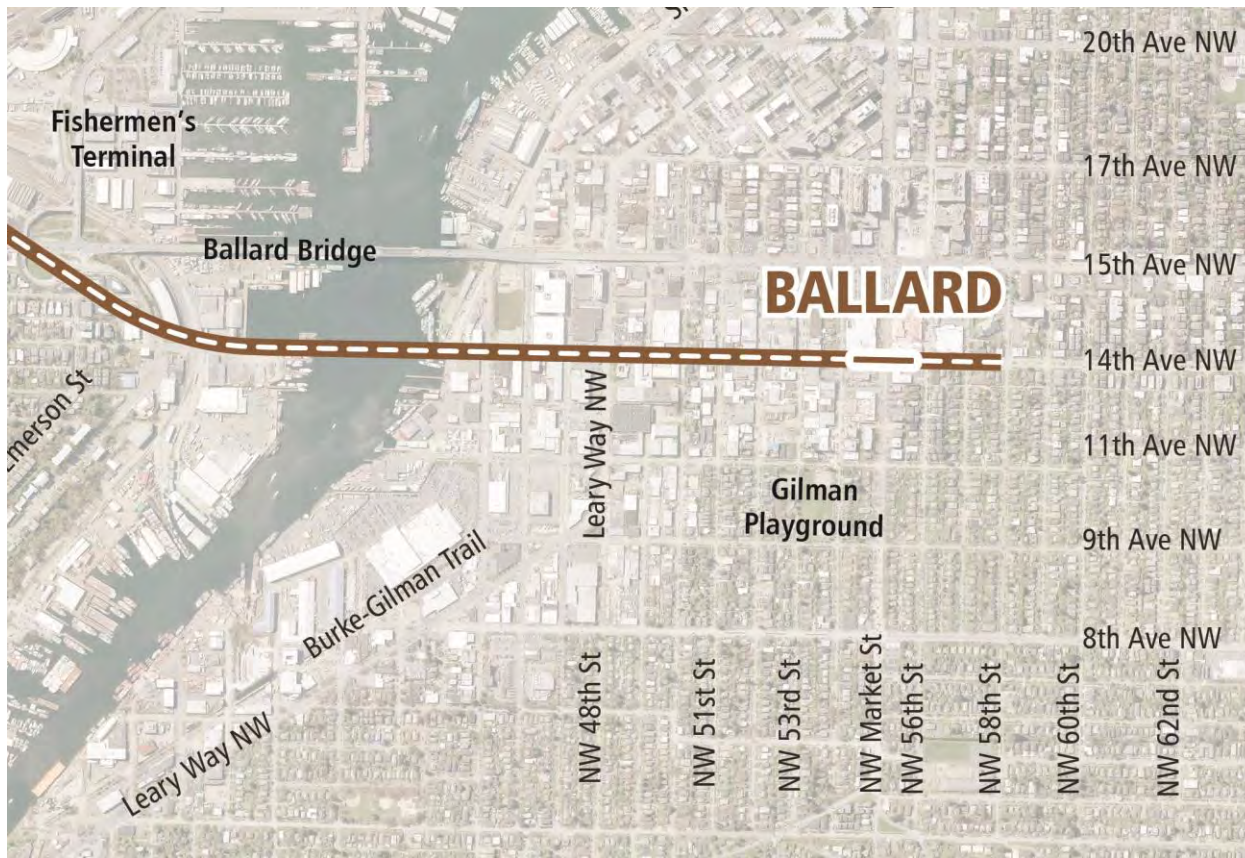 20th Ave NW
Fishermen's
Terminal
17th Ave NW
Ballard Bridge
15th Ave NW
BALLARD
14th Ave NW
Emerson St
Leary Way NW
11th Ave NW
Gilman
Playground
9th Ave NW
Burke-Gilman Trail
8th Ave NW
Leary Way NW
NW 48th St
NW 51st St
NW 53rd St
NW Market St
NW 56th St
NW 58th St
NW 60th St
NW 62nd St